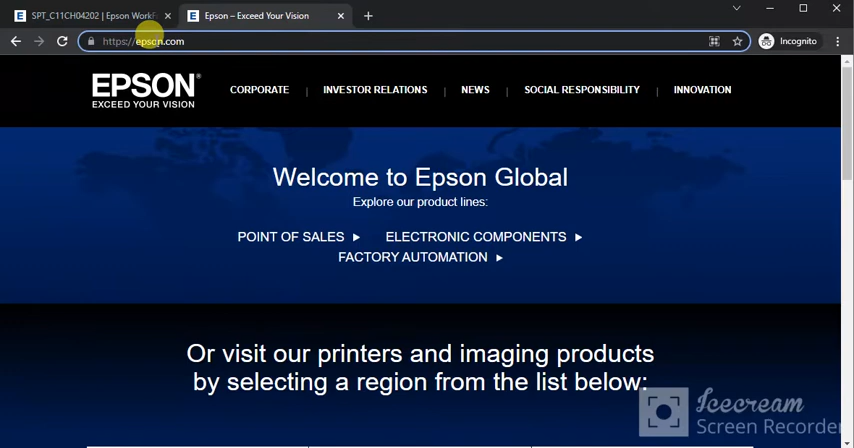 SPT_C11CH04202 | Epson Work
Epson – Exceed Your Vision
https://epson.com
Incognito
EPSON®
EXCEED YOUR VISION
CORPORATE | INVESTOR RELATIONS | NEWS | SOCIAL RESPONSIBILITY | INNOVATION
Welcome to Epson Global
Explore our product lines:
POINT OF SALES ► ELECTRONIC COMPONENTS ►
FACTORY AUTOMATION ►
Or visit our printers and imaging products
by selecting a region from the list below:
Icecream
Screen Recorder